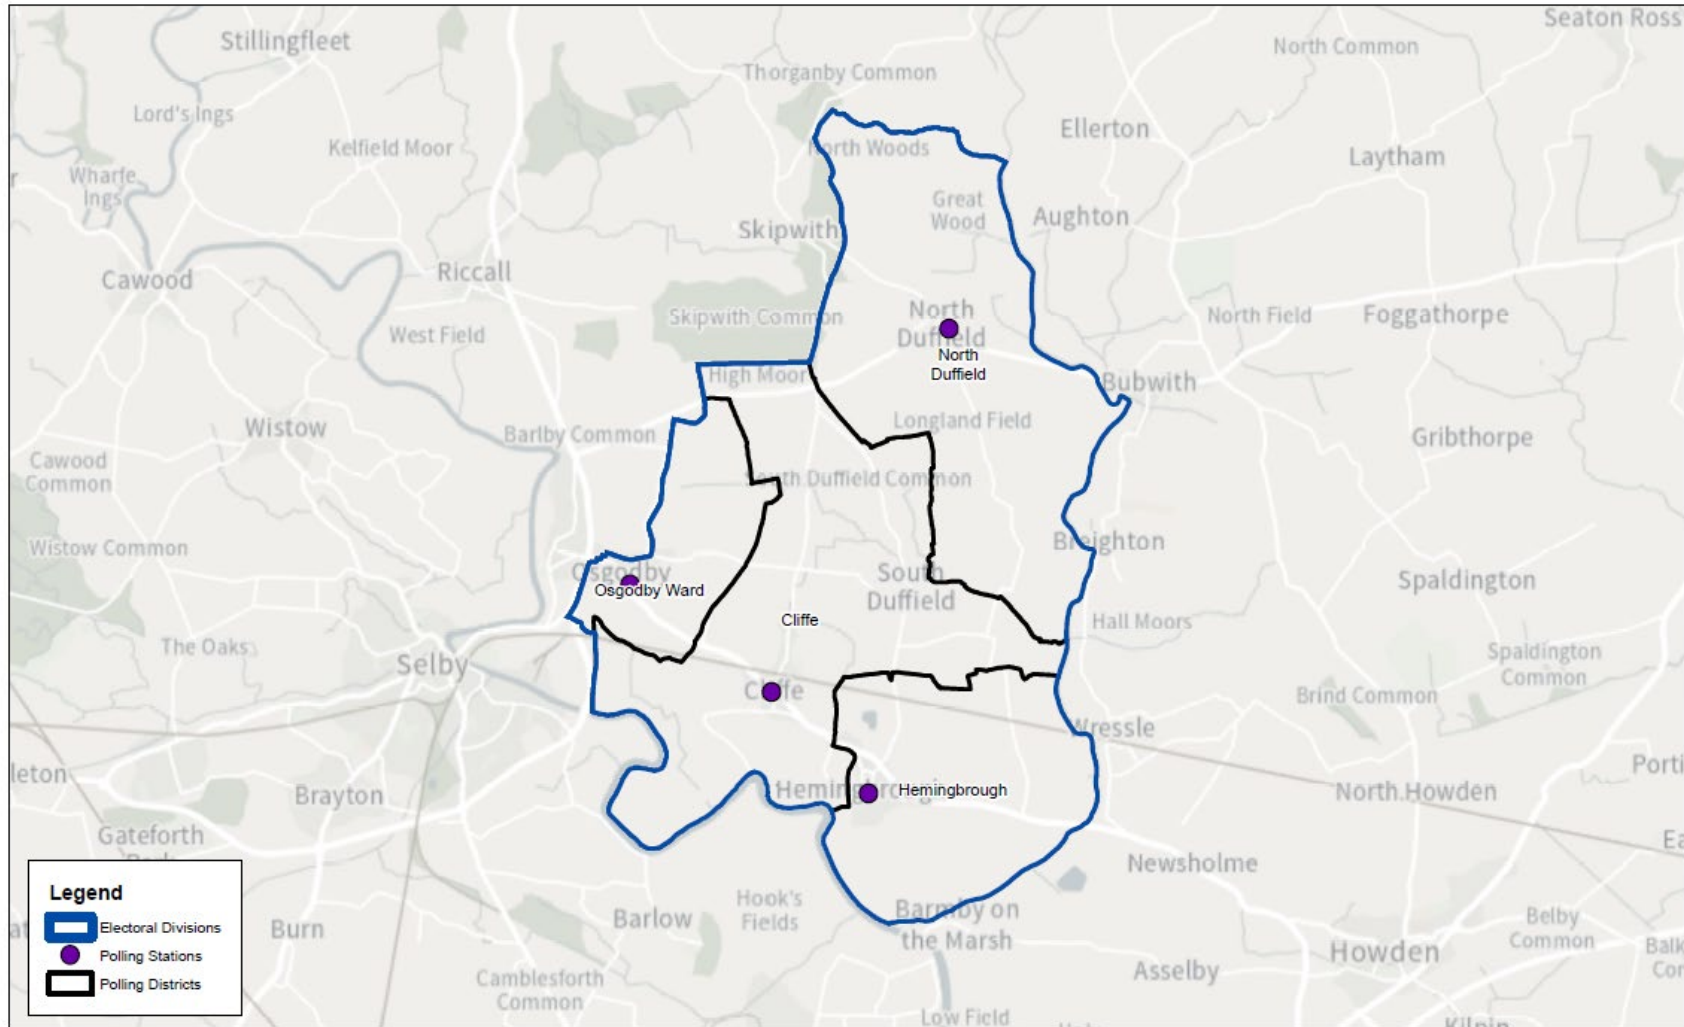 Seaton Ross
Stillingfleet
North Common
Thorganby Common
Lord's Ings
Ellerton
Kelfield Moor
North Woods
Laytham
Wharfe
Ings
Great
Wood
Aughton
Skipwith
Cawood
Riccall
Skipwith Common
North
Duffield
North Field
Foggathorpe
West Field
North
Duffield
High Moor
Bubwith
Wistow
Barlby Common
Longland Field
Gribthorpe
Cawood
Common
South Duffield Common
Wistow Common
Breighton
Osgodby
Osgodby Ward
South
Duffield
Spaldington
Cliffe
Hall Moors
The Oaks
Selby
Spaldington
Common
Cliffe
Brind Common
Wressle
Brayton
Hemingbrough
Hemingbrough
North Howden
Gateforth
Park
Newsholme
Legend
Electoral Divisions
Polling Stations
Polling Districts
Burn
Barlow
Hook's
Fields
Barmby on
the Marsh
Belby
Common
Howden
Asselby
Camblesforth
Common
Low Field
Kilpin